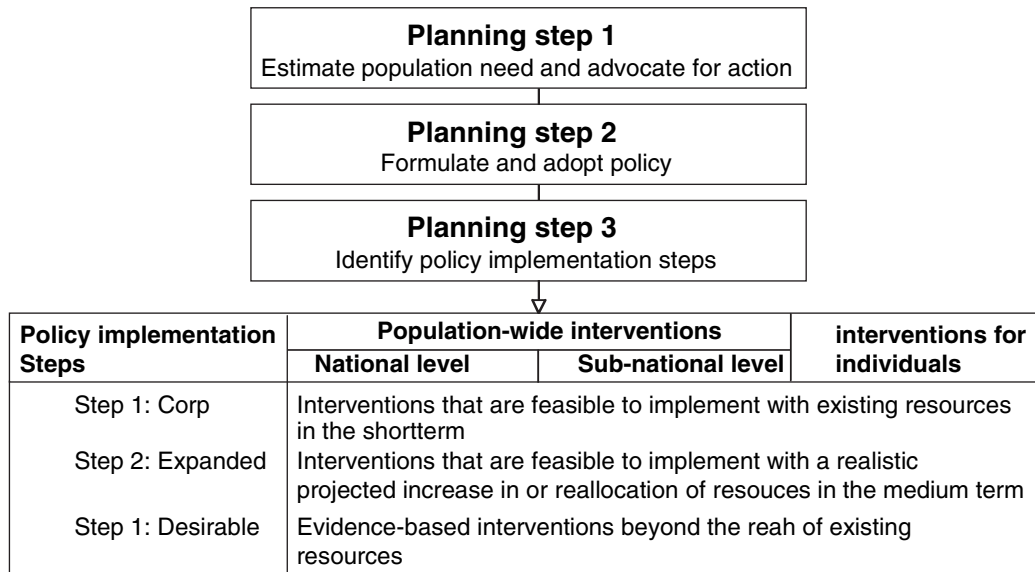 Planning step 1
Estimate population need and advocate for action
Planning step 2
Formulate and adopt policy
Planning step 3
Identify policy implementation steps
Policy implementation
Steps
Population-wide interventions
National level
Sub-national level
interventions for
individuals
Step 1: Corp
Interventions that are feasible to implement with existing resources
in the shortterm
Step 2: Expanded
Interventions that are feasible to implement with a realistic
projected increase in or reallocation of resouces in the medium term
Step 1: Desirable
Evidence-based interventions beyond the reah of existing
resources